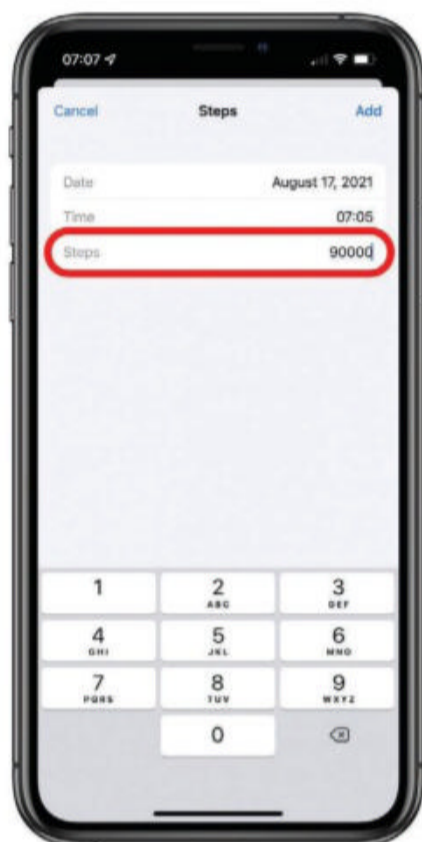 07:07
Cancel Steps Add
Date August 17, 2021
Time 07:05
Steps 90000
1 2 3
ABC DEF
4 5 6
GHI JKL MNO
7 8 9
PQRS TUV WXYZ
0